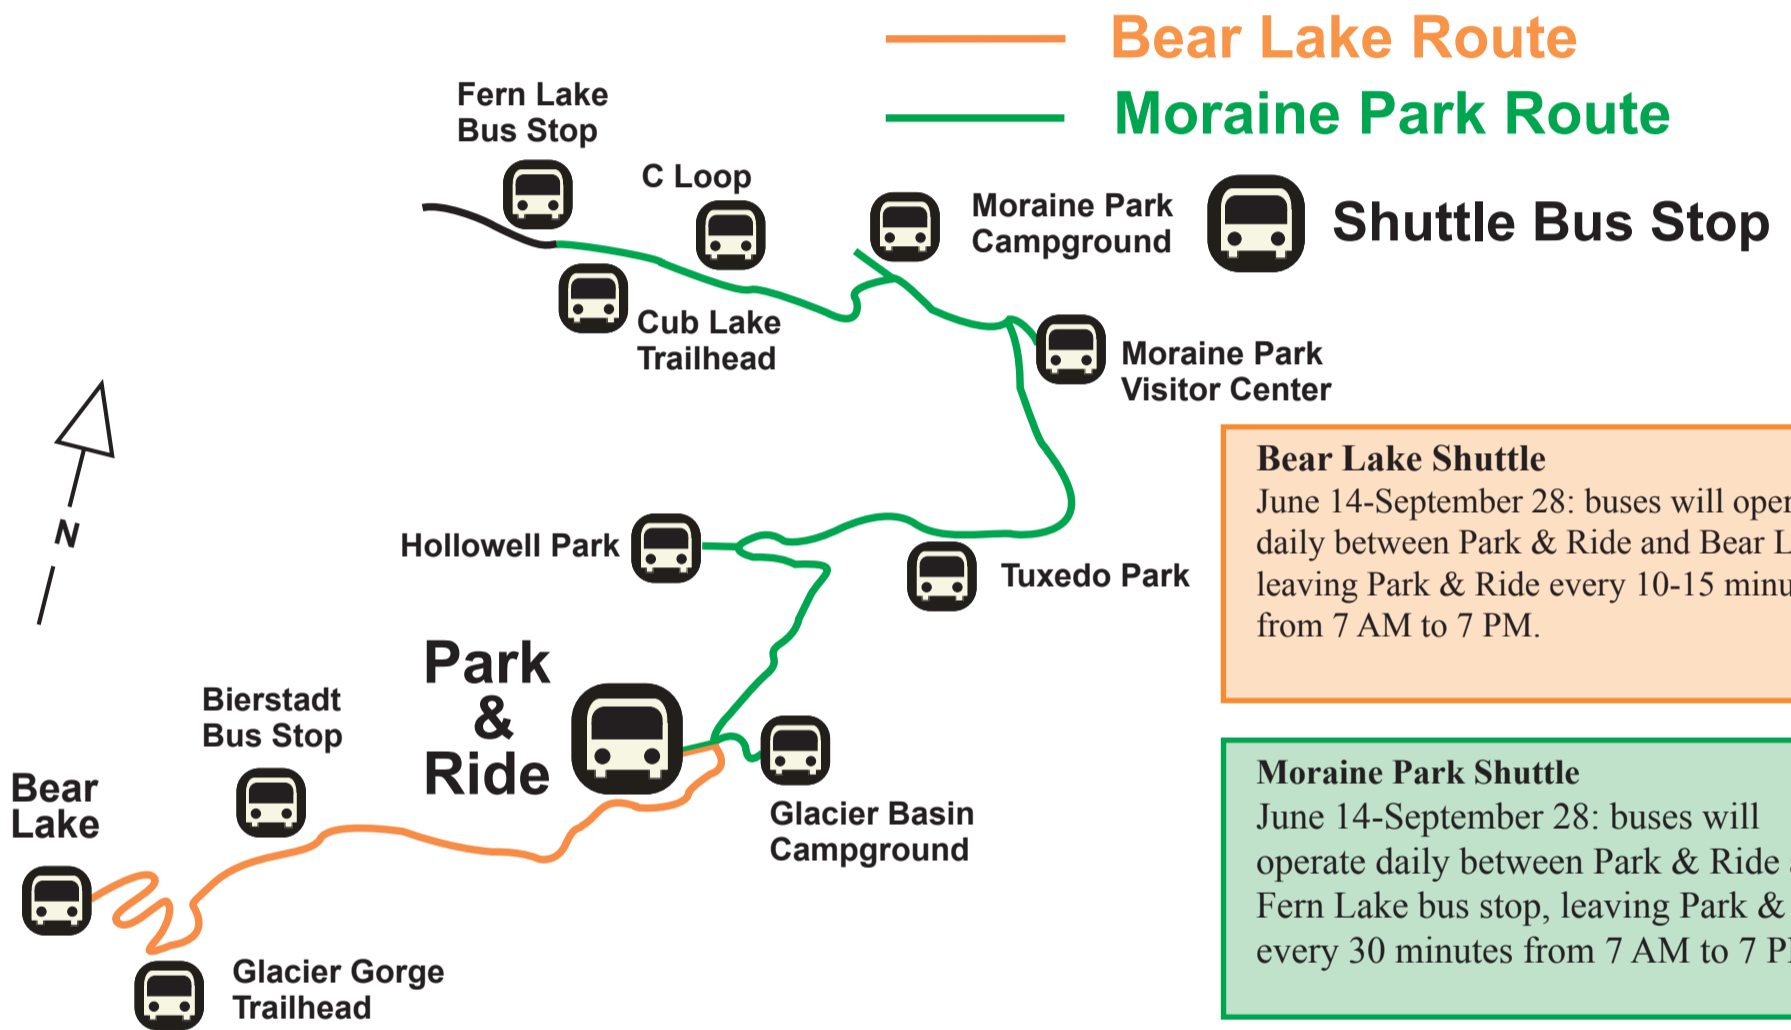 Bear Lake Route
Moraine Park Route
Shuttle Bus Stop
Fern Lake
Bus Stop
C Loop
Moraine Park
Campground
Cub Lake
Trailhead
Moraine Park
Visitor Center
N
Hollowell Park
Tuxedo Park
Park
&
Ride
Bierstadt
Bus Stop
Bear
Lake
Glacier Basin
Campground
Glacier Gorge
Trailhead
Bear Lake Shuttle
June 14-September 28: buses will oper
daily between Park & Ride and Bear L
leaving Park & Ride every 10-15 minu
from 7 AM to 7 PM.
Moraine Park Shuttle
June 14-September 28: buses will
operate daily between Park & Ride
Fern Lake bus stop, leaving Park &
every 30 minutes from 7 AM to 7 P